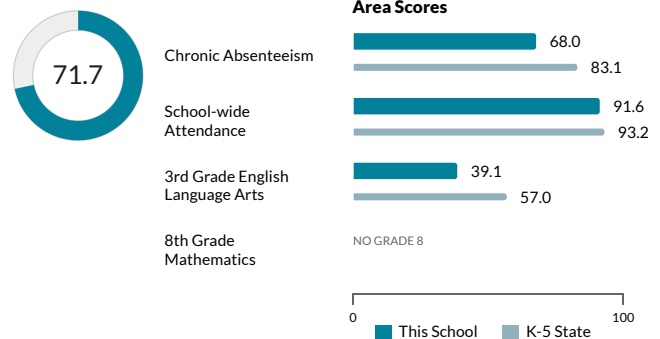 Area Scores
71.7
Chronic Absenteeism
68.0
83.1
School-wide
Attendance
91.6
93.2
3rd Grade English
Language Arts
39.1
57.0
8th Grade
Mathematics
NO GRADE 8
0
100
This School
K-5 State